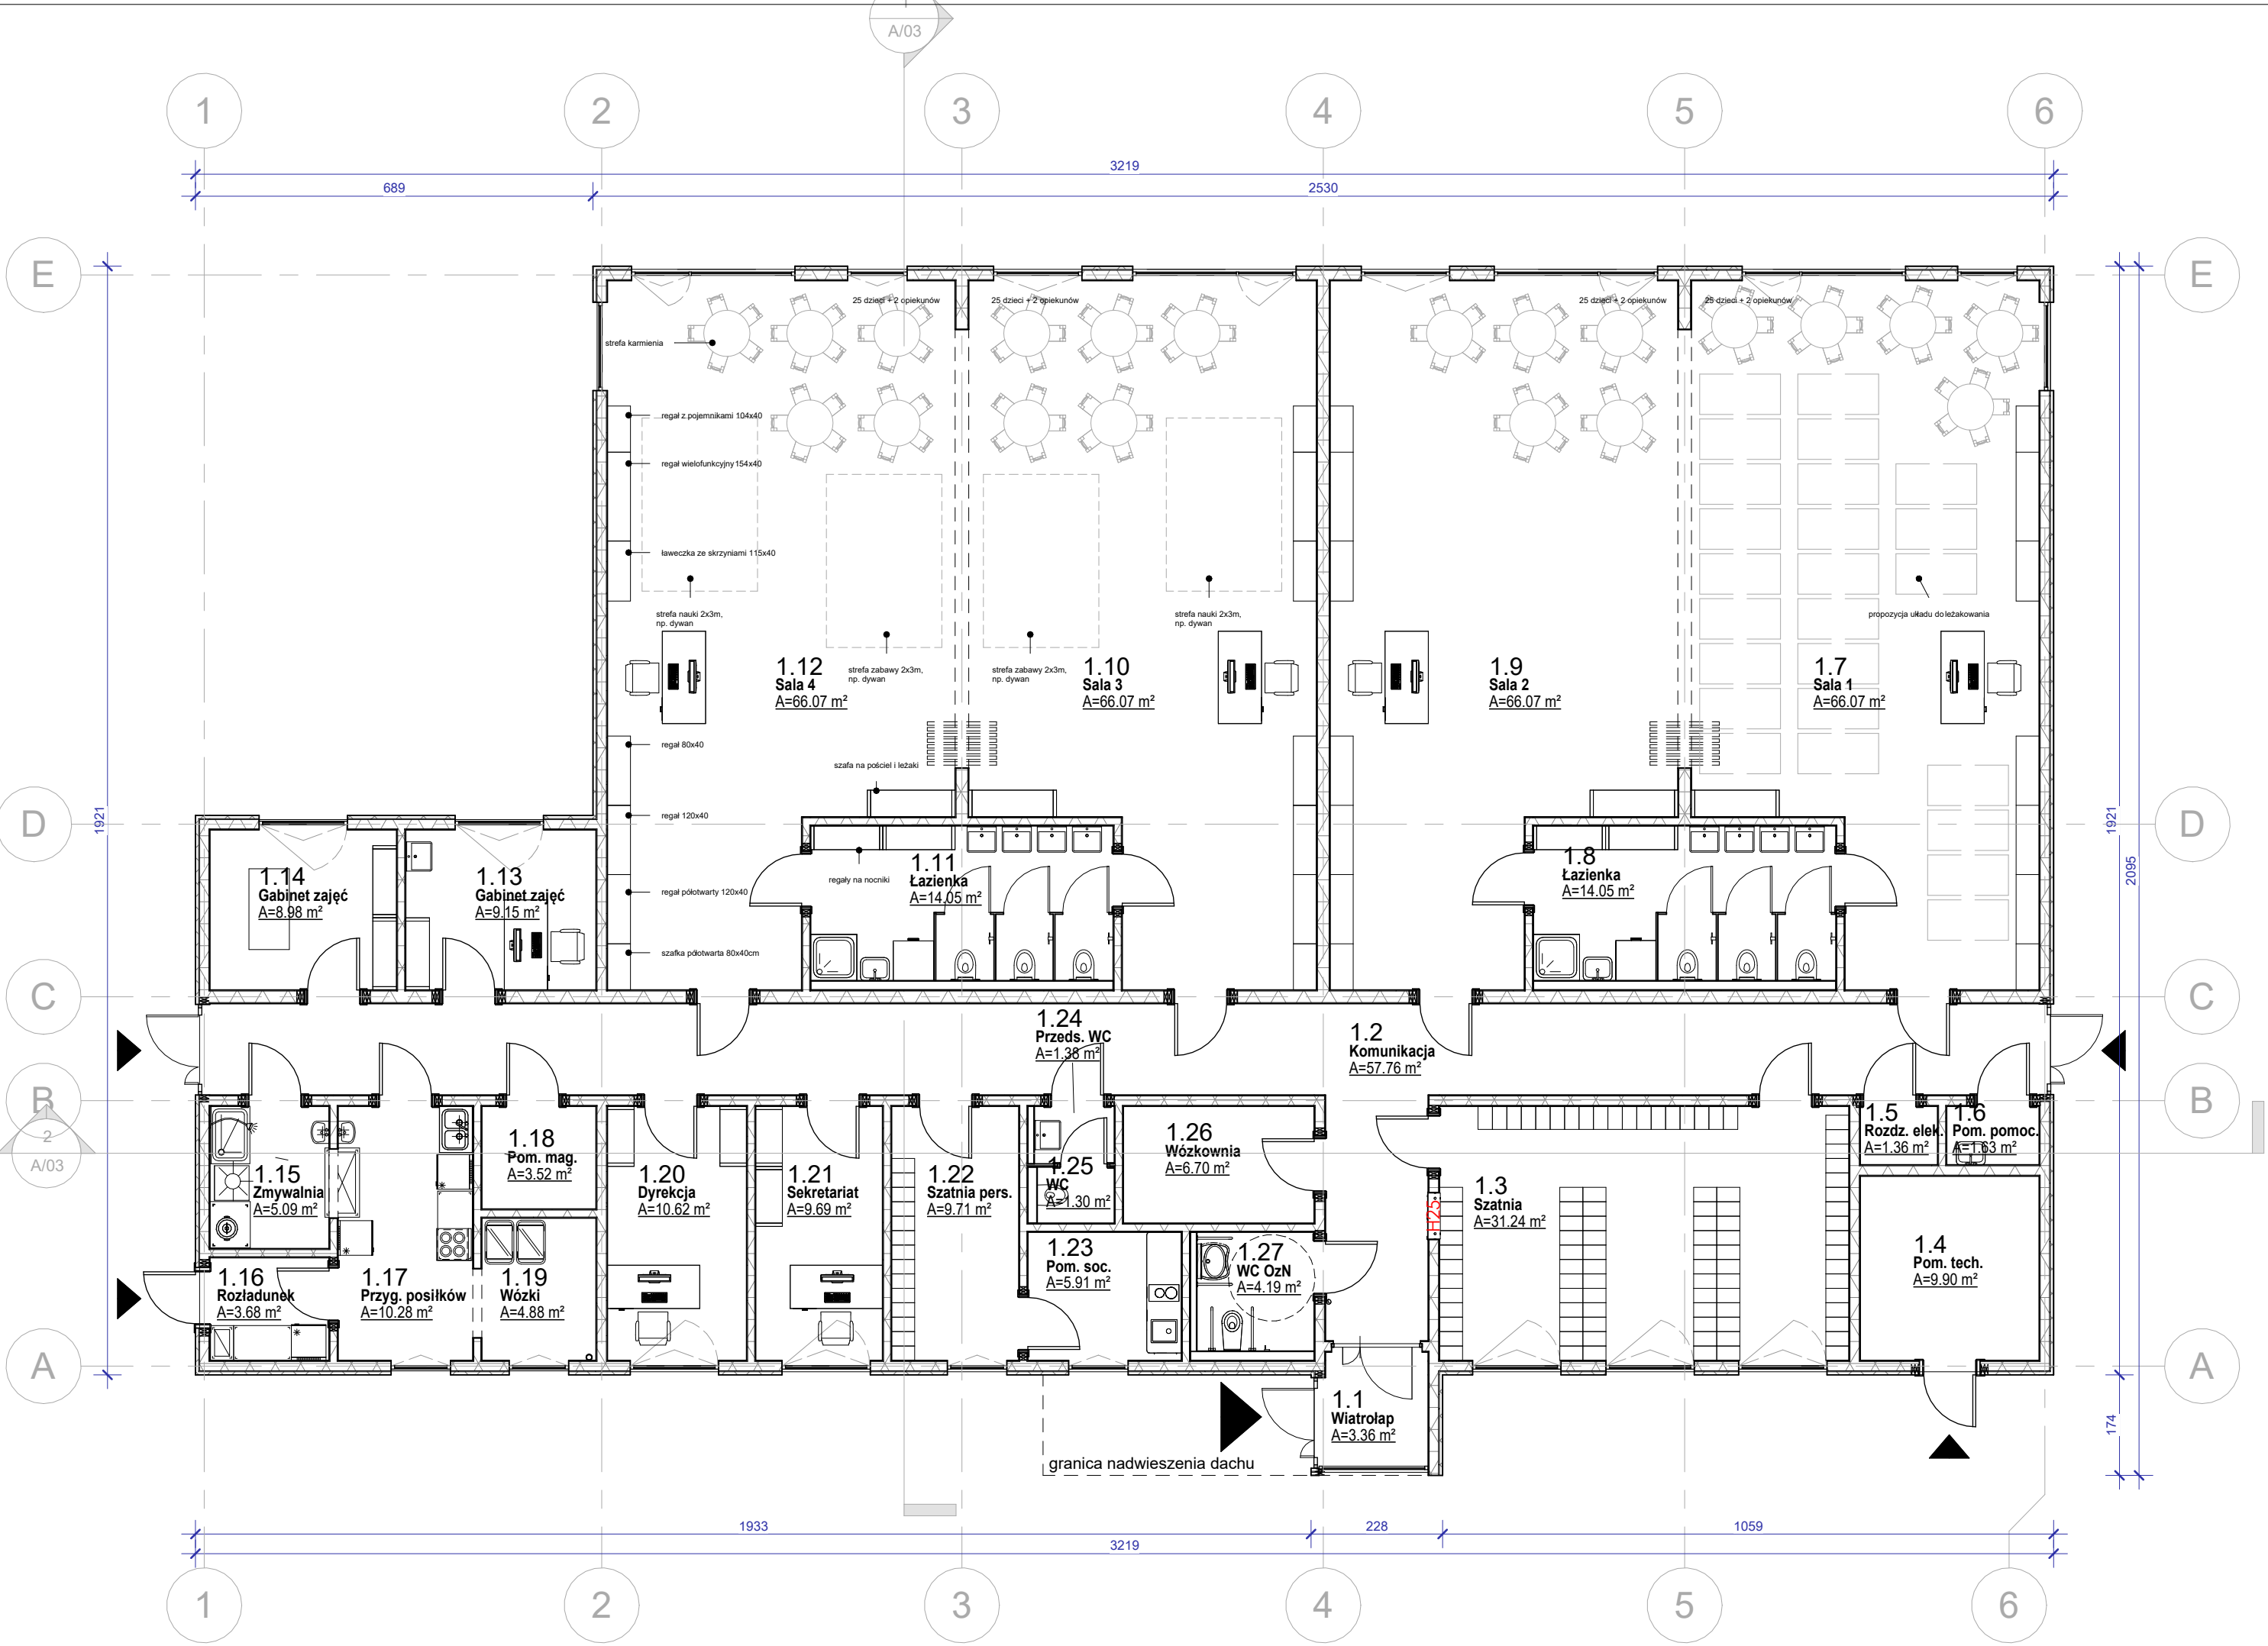 A/03
1
2
3
4
5
6
3219
689
2530
E
E
25 dzieci + 2 opiekunów
25 dzieci + 2 opiekunów
25 dzieci + 2 opiekunów
25 dzieci + 2 opiekunów
strefa karmienia
regał z pojemnikami 104x40
regał wielofunkcyjny 154x40
ławeczka ze skrzyniami 115x40
strefa nauki 2x3m,
np. dywan
strefa nauki 2x3m,
np. dywan
propozycja układu do leżakowania
strefa zabawy 2x3m,
np. dywan
strefa zabawy 2x3m,
np. dywan
1.12
Sala 4
A=66.07 m²
1.10
Sala 3
A=66.07 m²
1.9
Sala 2
A=66.07 m²
1.7
Sala 1
A=66.07 m²
regał 80x40
szafa na pościel i leżaki
regał 120x40
regały na nocniki
regał półotwarty 120x40
szafka półotwarta 80x40cm
D
D
1921
1921
2095
1.14
Gabinet zajęć
A=8.98 m²
1.13
Gabinet zajęć
A=9.15 m²
1.11
Łazienka
A=14.05 m²
1.8
Łazienka
A=14.05 m²
C
C
1.24
Przeds. WC
A=1.38 m²
1.2
Komunikacja
A=57.76 m²
B
B
2
A/03
1.15
Zmywalnia
A=5.09 m²
1.18
Pom. mag.
A=3.52 m²
1.20
Dyrekcja
A=10.62 m²
1.21
Sekretariat
A=9.69 m²
1.22
Szatnia pers.
A=9.71 m²
1.25
WC
A=1.30 m²
1.26
Wózkownia
A=6.70 m²
1.3
Szatnia
A=31.24 m²
H25
1.5
Rozdz. elek.
A=1.36 m²
1.6
Pom. pomoc.
A=1.63 m²
1.16
Rozładunek
A=3.68 m²
1.17
Przyg. posiłków
A=10.28 m²
1.19
Wózki
A=4.88 m²
1.23
Pom. soc.
A=5.91 m²
1.27
WC OzN
A=4.19 m²
1.4
Pom. tech.
A=9.90 m²
A
A
1.1
Wiatrołap
A=3.36 m²
174
granica nadwieszenia dachu
1933
228
1059
3219
1
2
3
4
5
6